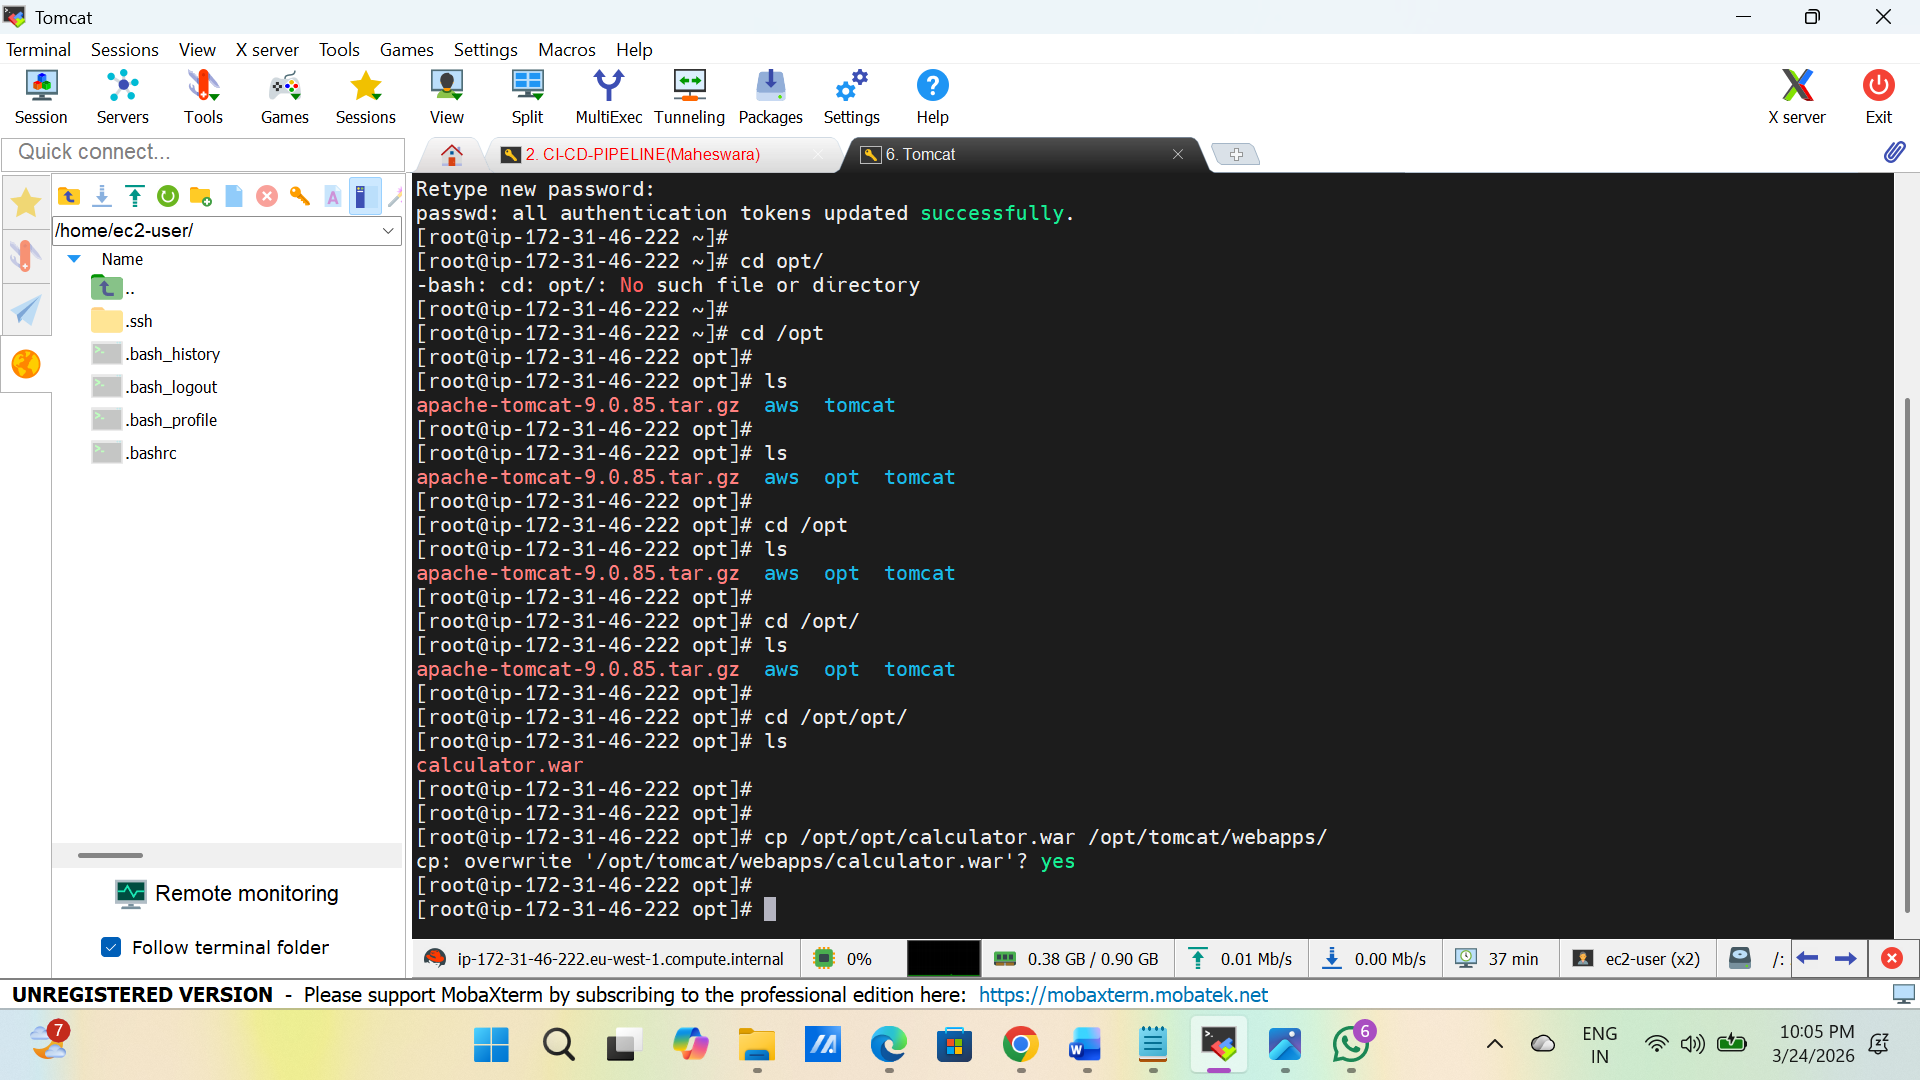 Tomcat
Terminal Sessions View X server Tools Games Settings Macros Help
Session Servers Tools Games Sessions View Split MultiExec Tunneling Packages Settings Help X server Exit
Quick connect...
2. CI-CD-PIPELINE(Maheswara)
6. Tomcat
/home/ec2-user/
Name
..
.ssh
.bash_history
.bash_logout
.bash_profile
.bashrc
Remote monitoring
Follow terminal folder
Retype new password:
passwd: all authentication tokens updated successfully.
[root@ip-172-31-46-222 ~]#
[root@ip-172-31-46-222 ~]# cd opt/
-bash: cd: opt/: No such file or directory
[root@ip-172-31-46-222 ~]#
[root@ip-172-31-46-222 ~]# cd /opt
[root@ip-172-31-46-222 opt]#
[root@ip-172-31-46-222 opt]# ls
apache-tomcat-9.0.85.tar.gz aws tomcat
[root@ip-172-31-46-222 opt]#
[root@ip-172-31-46-222 opt]# ls
apache-tomcat-9.0.85.tar.gz aws opt tomcat
[root@ip-172-31-46-222 opt]#
[root@ip-172-31-46-222 opt]# cd /opt
[root@ip-172-31-46-222 opt]# ls
apache-tomcat-9.0.85.tar.gz aws opt tomcat
[root@ip-172-31-46-222 opt]#
[root@ip-172-31-46-222 opt]# cd /opt/
[root@ip-172-31-46-222 opt]# ls
apache-tomcat-9.0.85.tar.gz aws opt tomcat
[root@ip-172-31-46-222 opt]#
[root@ip-172-31-46-222 opt]# cd /opt/opt/
[root@ip-172-31-46-222 opt]# ls
calculator.war
[root@ip-172-31-46-222 opt]#
[root@ip-172-31-46-222 opt]#
[root@ip-172-31-46-222 opt]# cp /opt/opt/calculator.war /opt/tomcat/webapps/
cp: overwrite '/opt/tomcat/webapps/calculator.war'? yes
[root@ip-172-31-46-222 opt]#
[root@ip-172-31-46-222 opt]#
ip-172-31-46-222.eu-west-1.compute.internal 0% 0.38 GB / 0.90 GB 0.01 Mb/s 0.00 Mb/s 37 min ec2-user (x2) /:
UNREGISTERED VERSION - Please support MobaXterm by subscribing to the professional edition here: https://mobaxterm.mobatek.net
7
6
ENG
IN
10:05 PM
3/24/2026